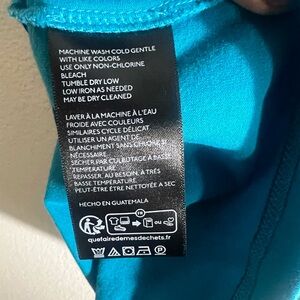 MACHINE WASH COLD GENTLE
WITH LIKE COLORS
USE ONLY NON-CHLORINE
BLEACH
TUMBLE DRY LOW
LOW IRON AS NEEDED
MAY BE DRY CLEANED
LAVER À LA MACHINE À L'EAU
FROIDE AVEC COULEURS
SIMILAIRES CYCLE DÉLICAT
UTILISER UN AGENT DE
BLANCHIMENT SANS CHLORE SI
NÉCESSAIRE
SÉCHER PAR CULBUTAGE À BASSE
TEMPÉRATURE
REPASSER, AU BESOIN, À TRÈS
BASSE TEMPÉRATURE
PEUT-ÊTRE ÊTRE NETTOYÉE A SEC
HECHO EN GUATEMALA
FR
OU
quefairedemesdechets.fr